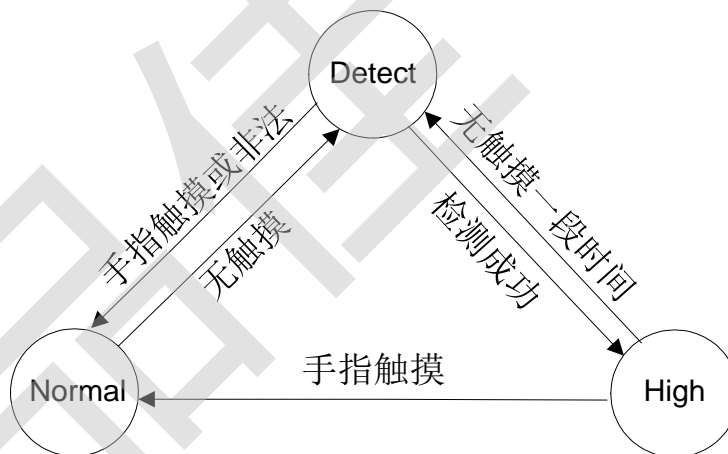 Detect
手指触摸或非法
无触摸
检测成功
无触摸一段时间
Normal
手指触摸
High